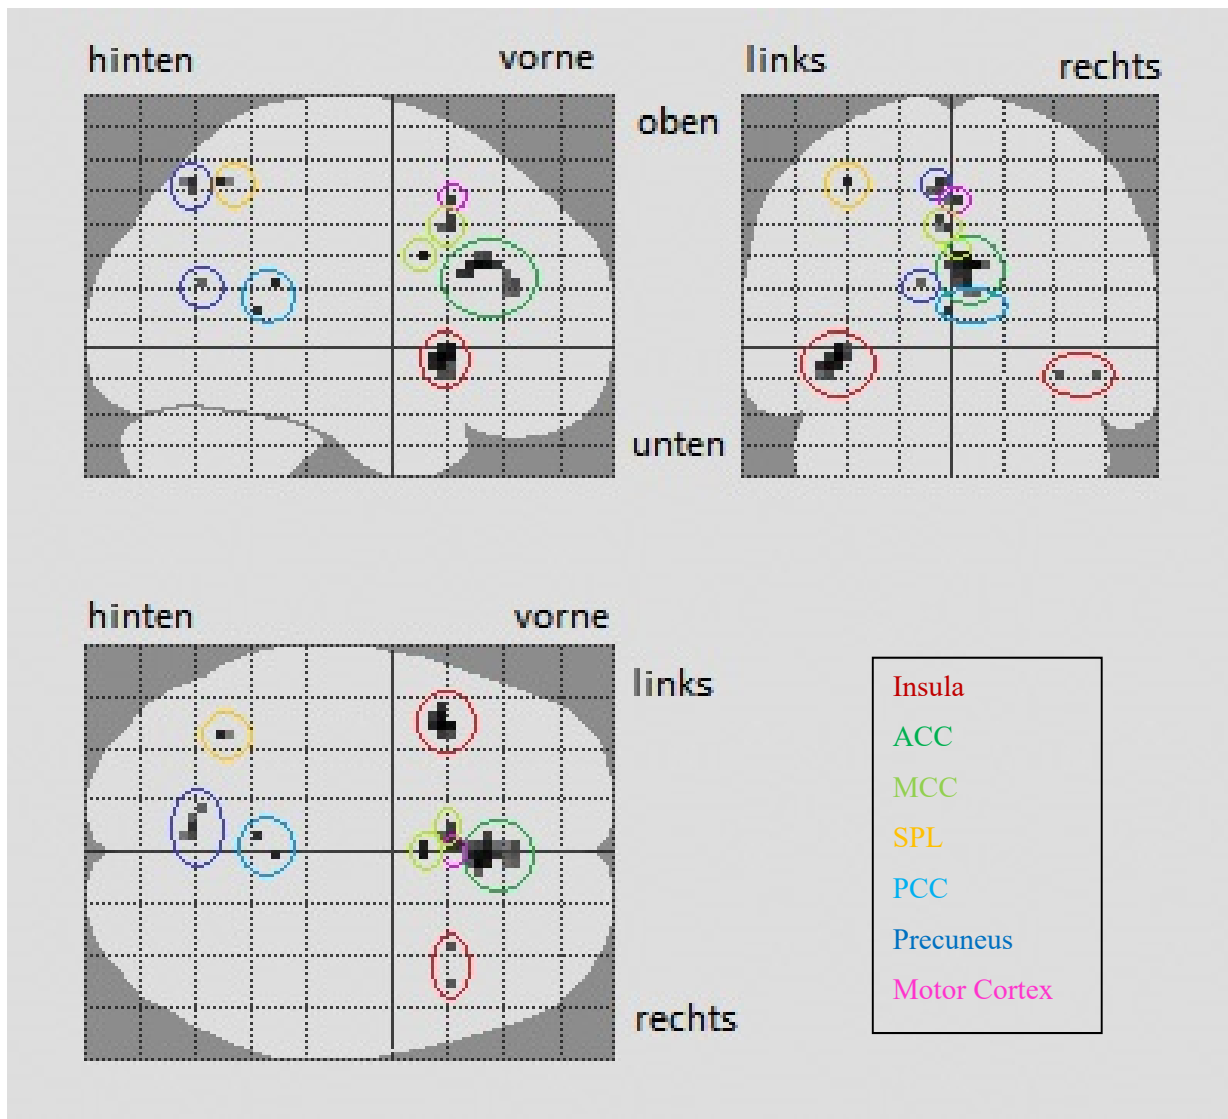 hinten vorne
links rechts
oben
unten
hinten vorne
links
rechts
Insula
ACC
MCC
SPL
PCC
Precuneus
Motor Cortex